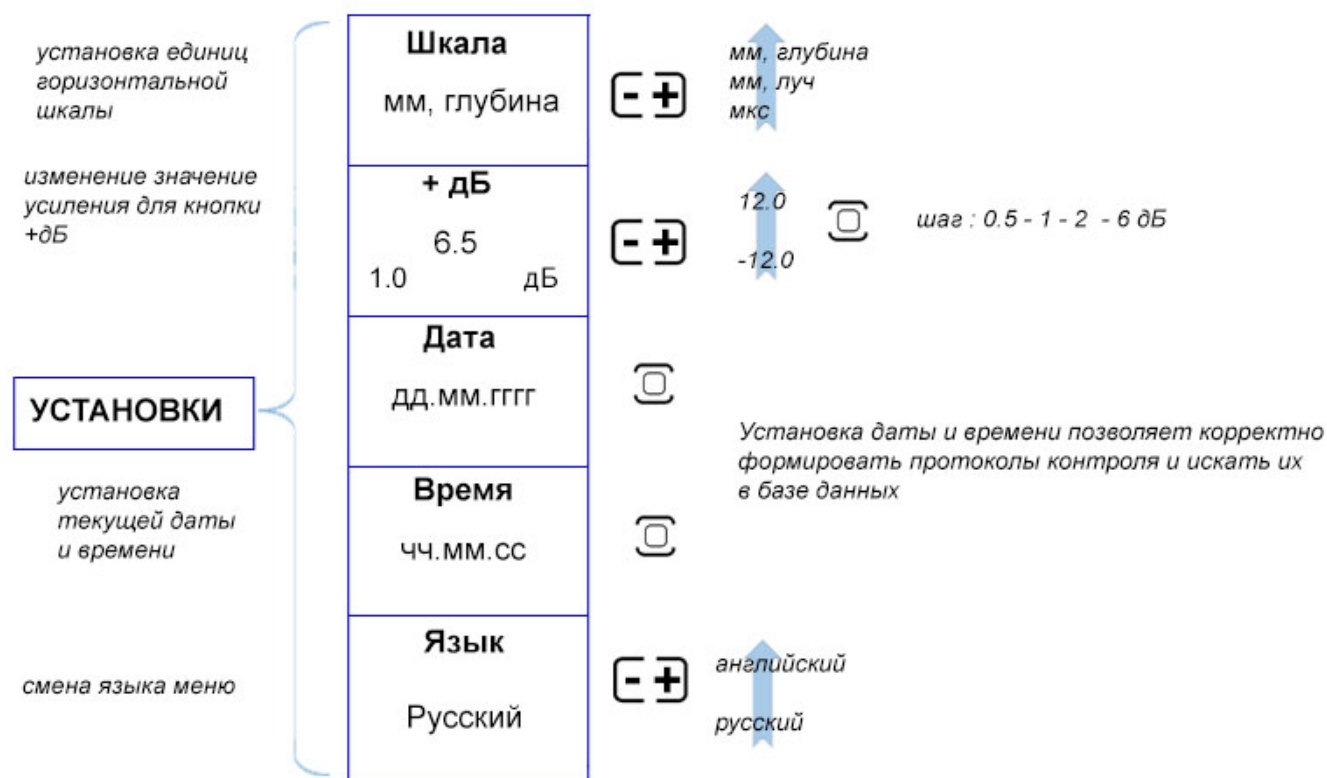 установка единиц
горизонтальной
шкалы
Шкала
мм, глубина
- +
мм, глубина
мм, луч
мкс
изменение значение
усиления для кнопки
+дБ
+ дБ
6.5
1.0 дБ
- +
12.0
-12.0
шаг : 0.5 - 1 - 2 - 6 дБ
УСТАНОВКИ
Дата
дд.мм.гггг
установка
текущей даты
и времени
Время
чч.мм.сс
Установка даты и времени позволяет корректно
формировать протоколы контроля и искать их
в базе данных
смена языка меню
Язык
Русский
- +
английский
русский